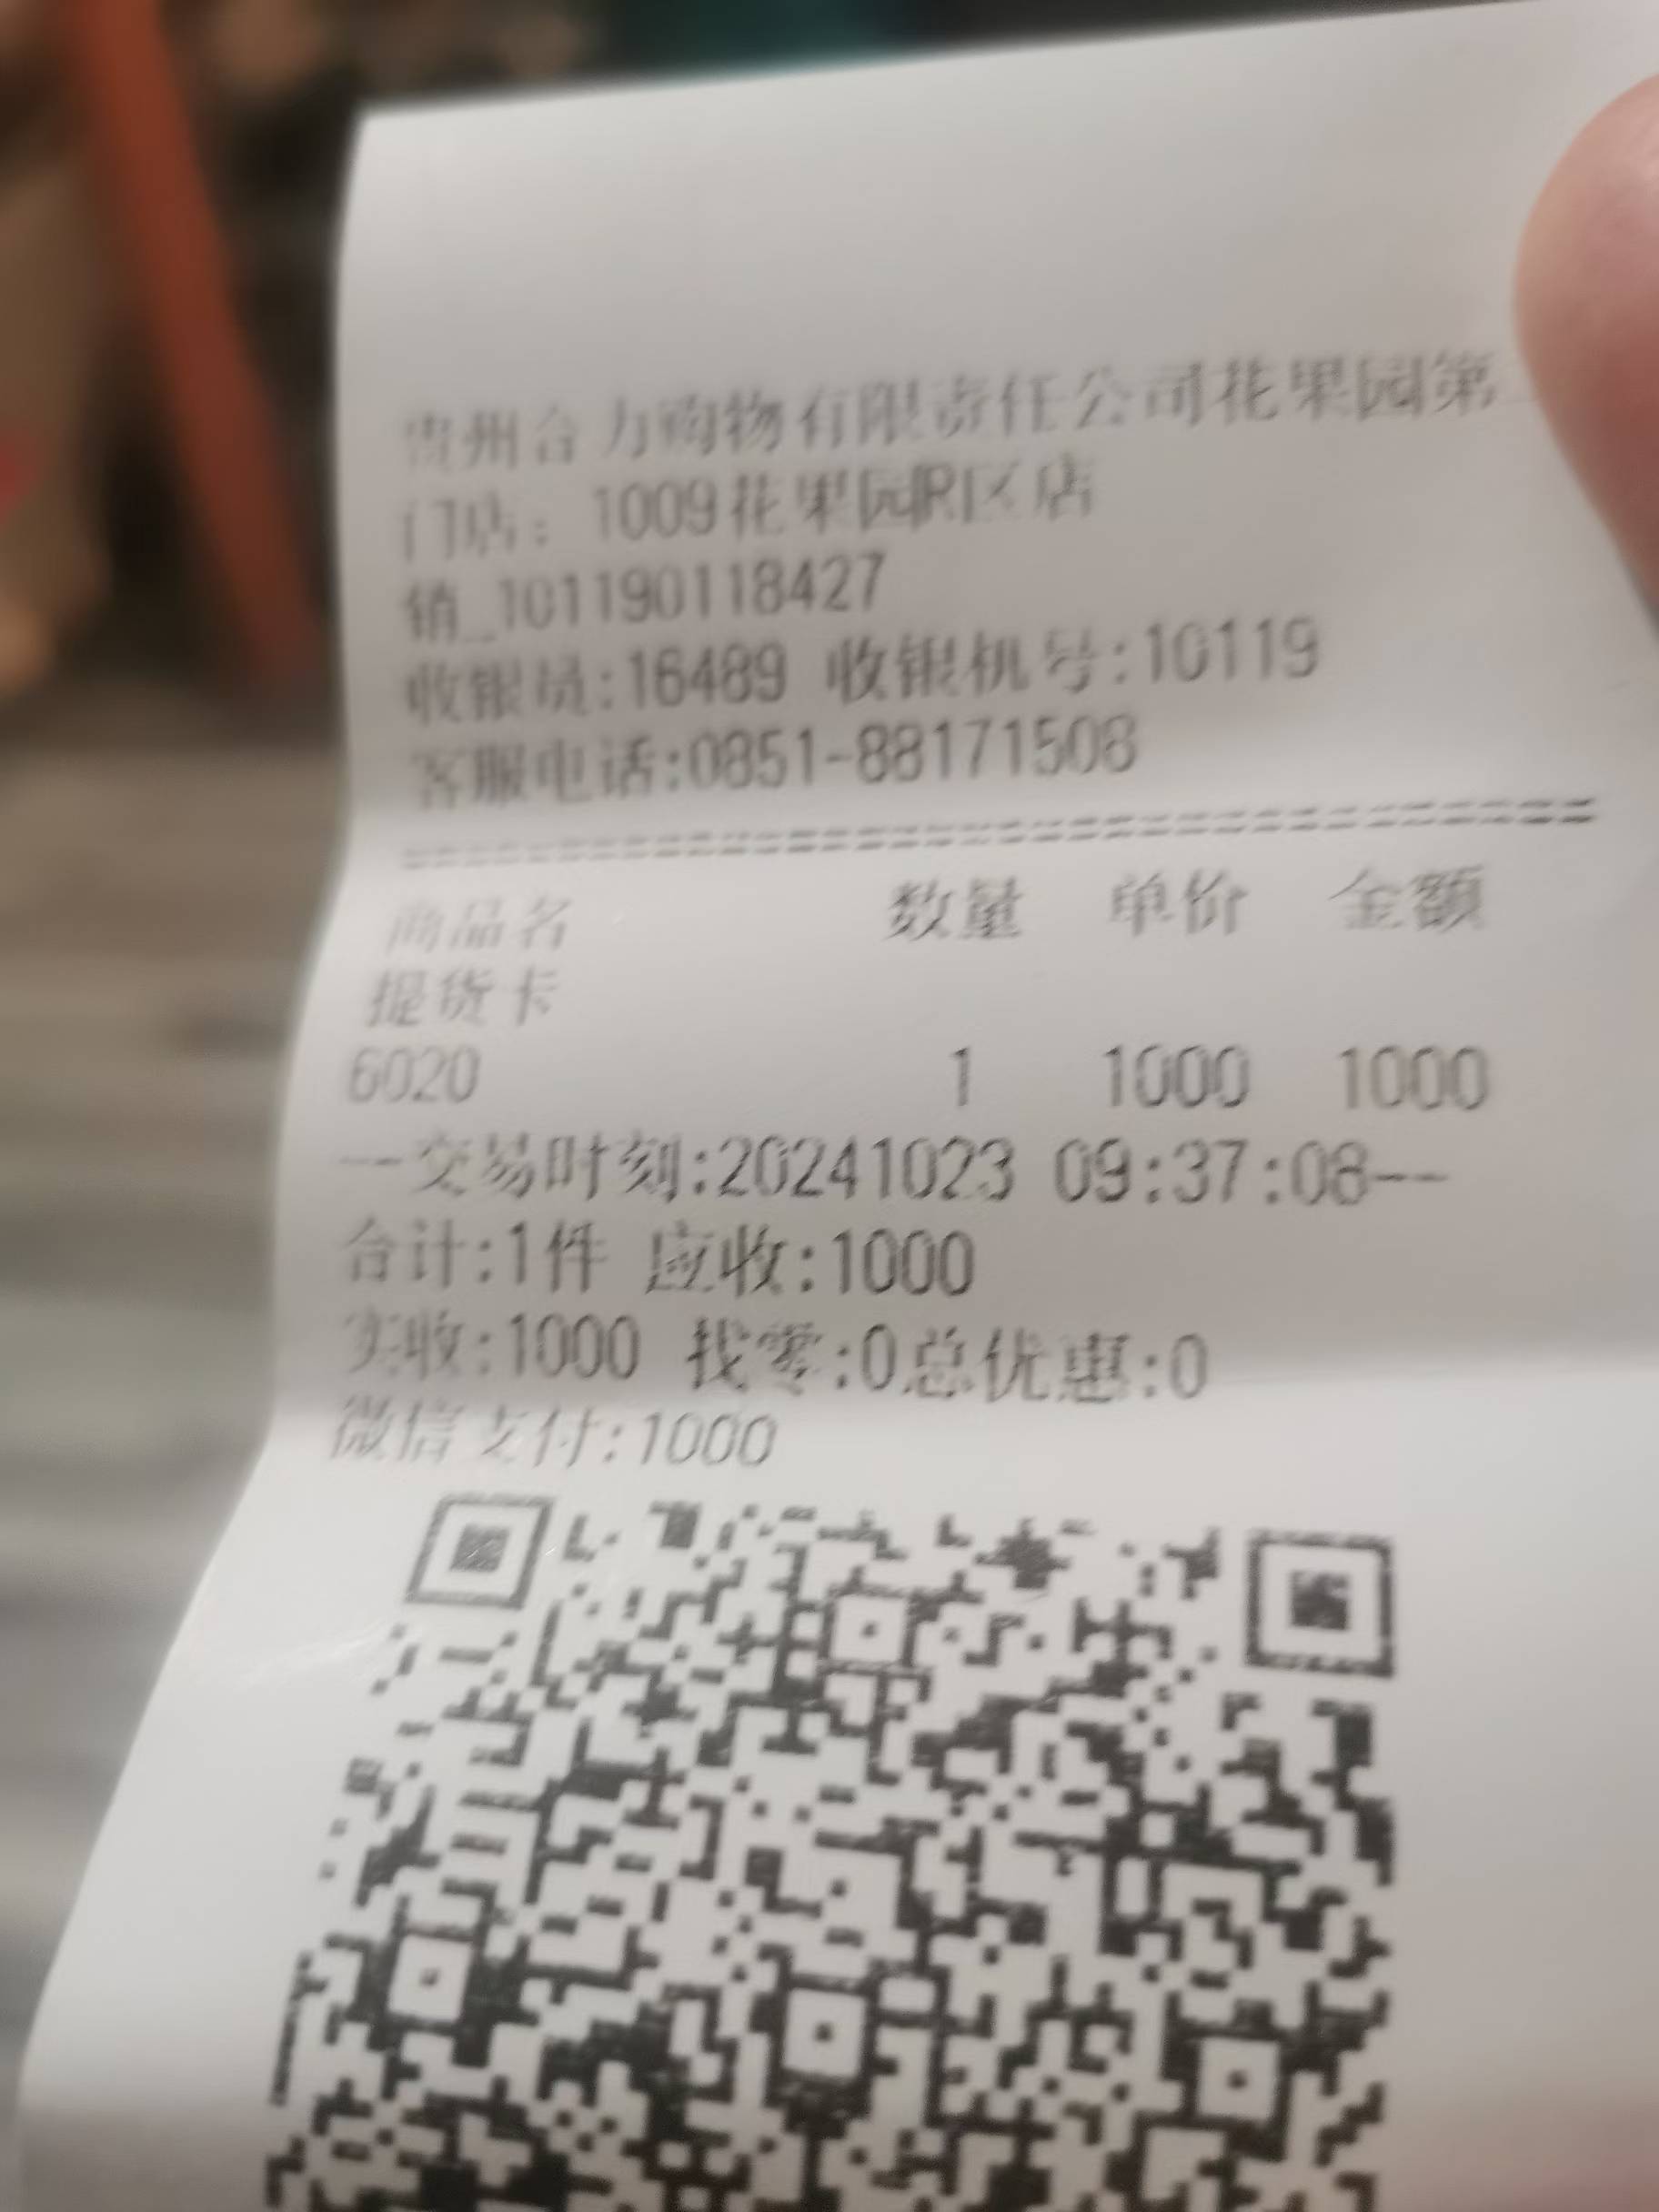 贵州合力购物有限责任公司花果园第
门店：1009花果园R区店
销_101190118427
收银员:16489 收银机号:10119
客服电话:0851-88171508
商品名 数量 单价 金额
提货卡
6020 1 1000 1000
--交易时刻:20241023 09:37:08--
合计:1件 应收:1000
实收:1000 找零:0总优惠:0
微信支付:1000